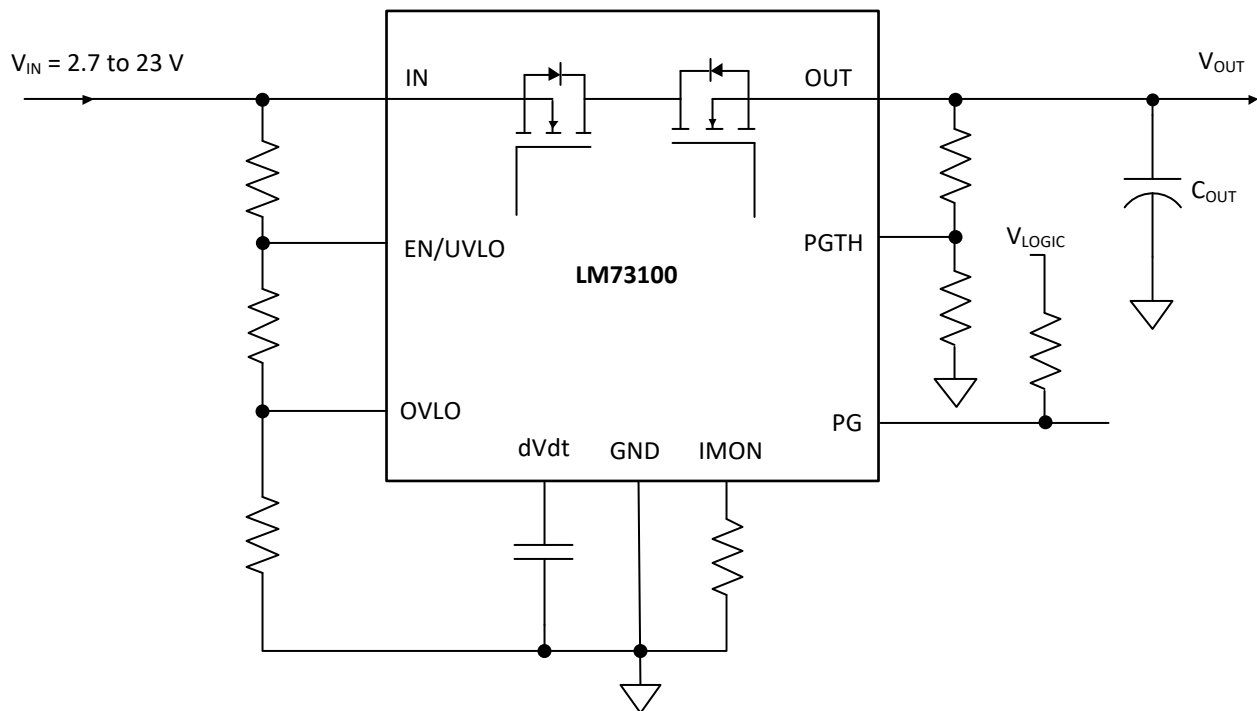 V_IN = 2.7 to 23 V
IN
OUT
V_OUT
EN/UVLO
PGTH
C_OUT
V_LOGIC
LM73100
OVLO
PG
dVdt
GND
IMON